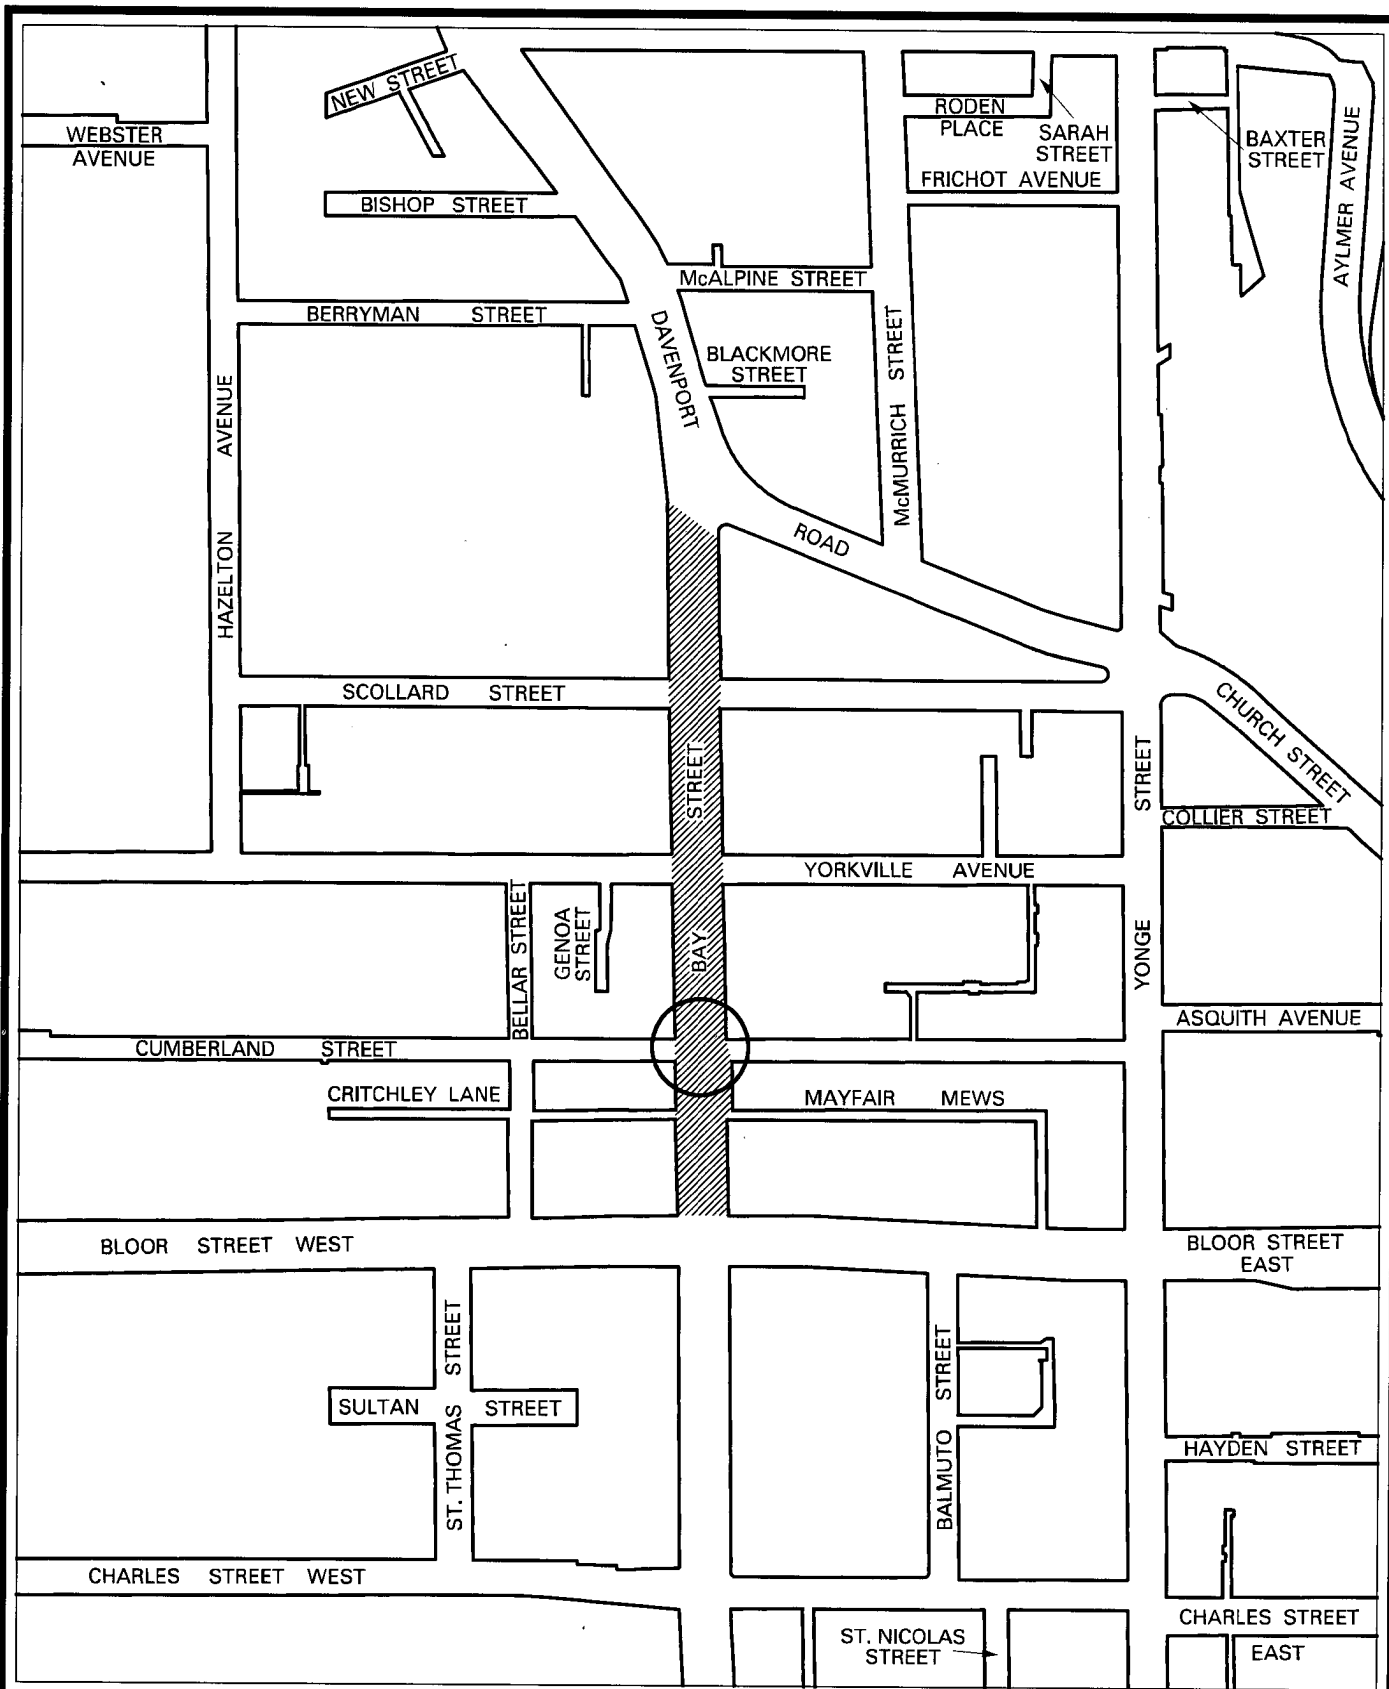 NEW STREET
WEBSTER
AVENUE
RODEN
PLACE
SARAH
STREET
BAXTER
STREET
FRICHOT AVENUE
AYLMER AVENUE
BISHOP STREET
McALPINE STREET
BERRYMAN STREET
DAVENPORT
ROAD
BLACKMORE
STREET
McMURRICH STREET
HAZELTON AVENUE
SCOLLARD STREET
CHURCH STREET
COLLIER STREET
BAY STREET
YONGE STREET
YORKVILLE AVENUE
BELLAR STREET
GENOA
STREET
ASQUITH AVENUE
CUMBERLAND STREET
CRITCHLEY LANE
MAYFAIR MEWS
BLOOR STREET WEST
BLOOR STREET
EAST
ST. THOMAS STREET
SULTAN STREET
BALMUTO STREET
HAYDEN STREET
CHARLES STREET WEST
CHARLES STREET
EAST
ST. NICOLAS
STREET